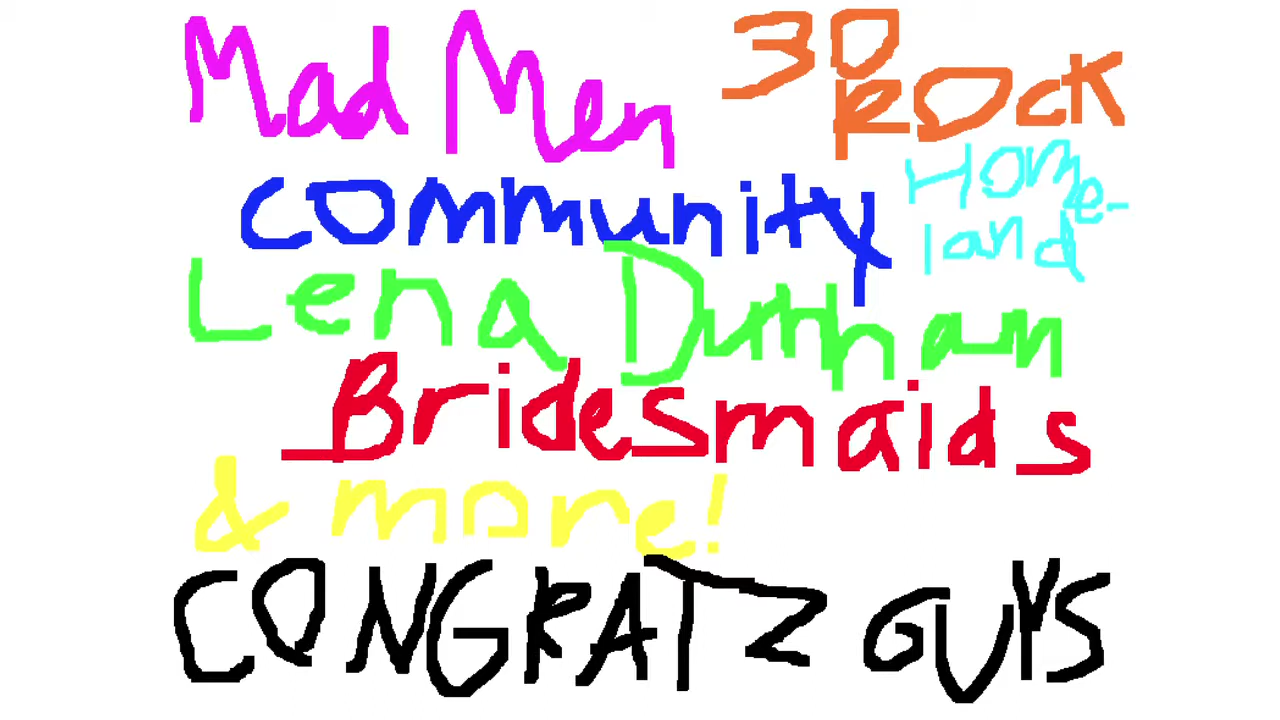 Mad Men 30 ROCK
community Home-
land
Lena Dunham
Bridesmaids
& more!
CONGRATZ GUYS